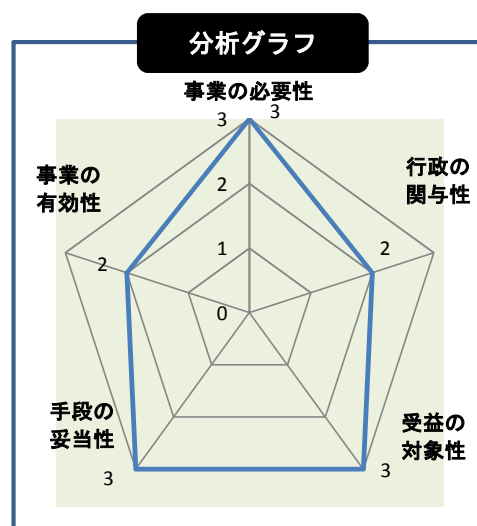 分析グラフ
事業の必要性
3
3
事業の
有効性
行政の
関与性
2
2
2
1
0
手段の
妥当性
受益の
対象性
3
3